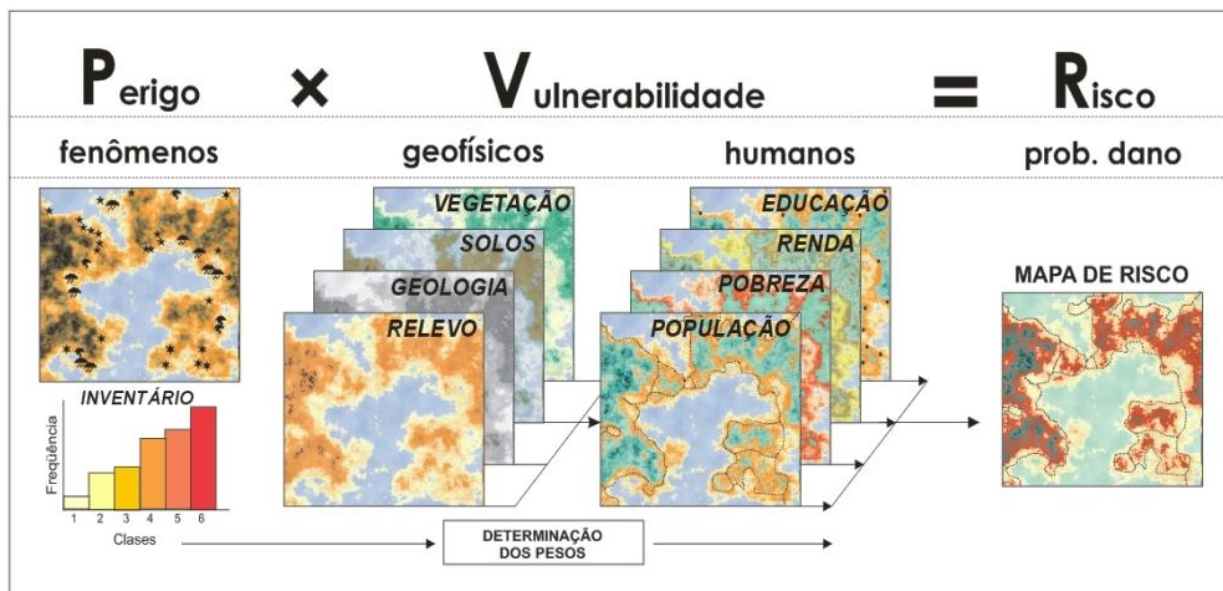 Perigo × Vulnerabilidade = Risco
fenômenos geofísicos humanos prob. dano
VEGETAÇÃO
SOLOS
GEOLOGIA
RELEVO
EDUCAÇÃO
RENDA
POBREZA
POPULAÇÃO
MAPA DE RISCO
INVENTÁRIO
Freqüência
1 2 3 4 5 6
Clases
DETERMINAÇÃO
DOS PESOS